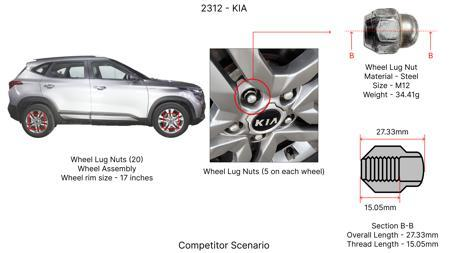 2312 - KIA
B
B
Wheel Lug Nut
Material - Steel
Size - M12
Weight - 34.41g
KIA
Wheel Lug Nuts (20)
Wheel Assembly
Wheel rim size - 17 inches
Wheel Lug Nuts (5 on each wheel)
27.33mm
15.05mm
Section B-B
Overall Length - 27.33mm
Thread Length - 15.05mm
Competitor Scenario